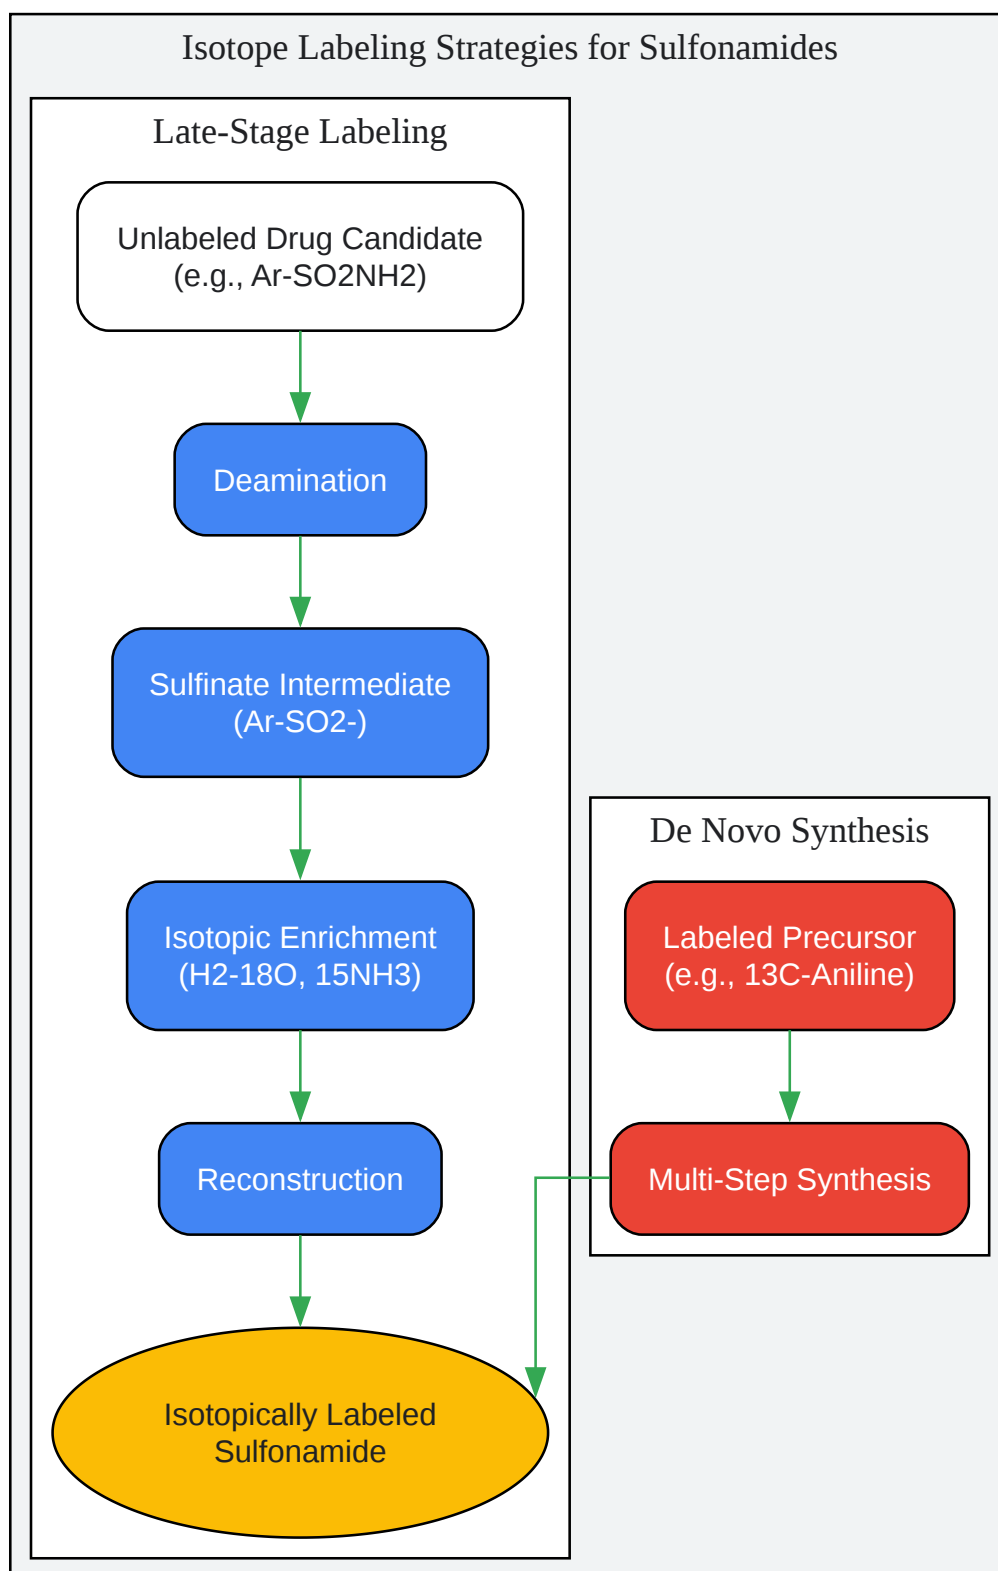 Isotope Labeling Strategies for Sulfonamides
Late-Stage Labeling
Unlabeled Drug Candidate
(e.g., Ar-SO2NH2)
Deamination
Sulfinate Intermediate
(Ar-SO2-)
Isotopic Enrichment
(H2-18O, 15NH3)
Reconstruction
Isotopically Labeled
Sulfonamide
De Novo Synthesis
Labeled Precursor
(e.g., 13C-Aniline)
Multi-Step Synthesis